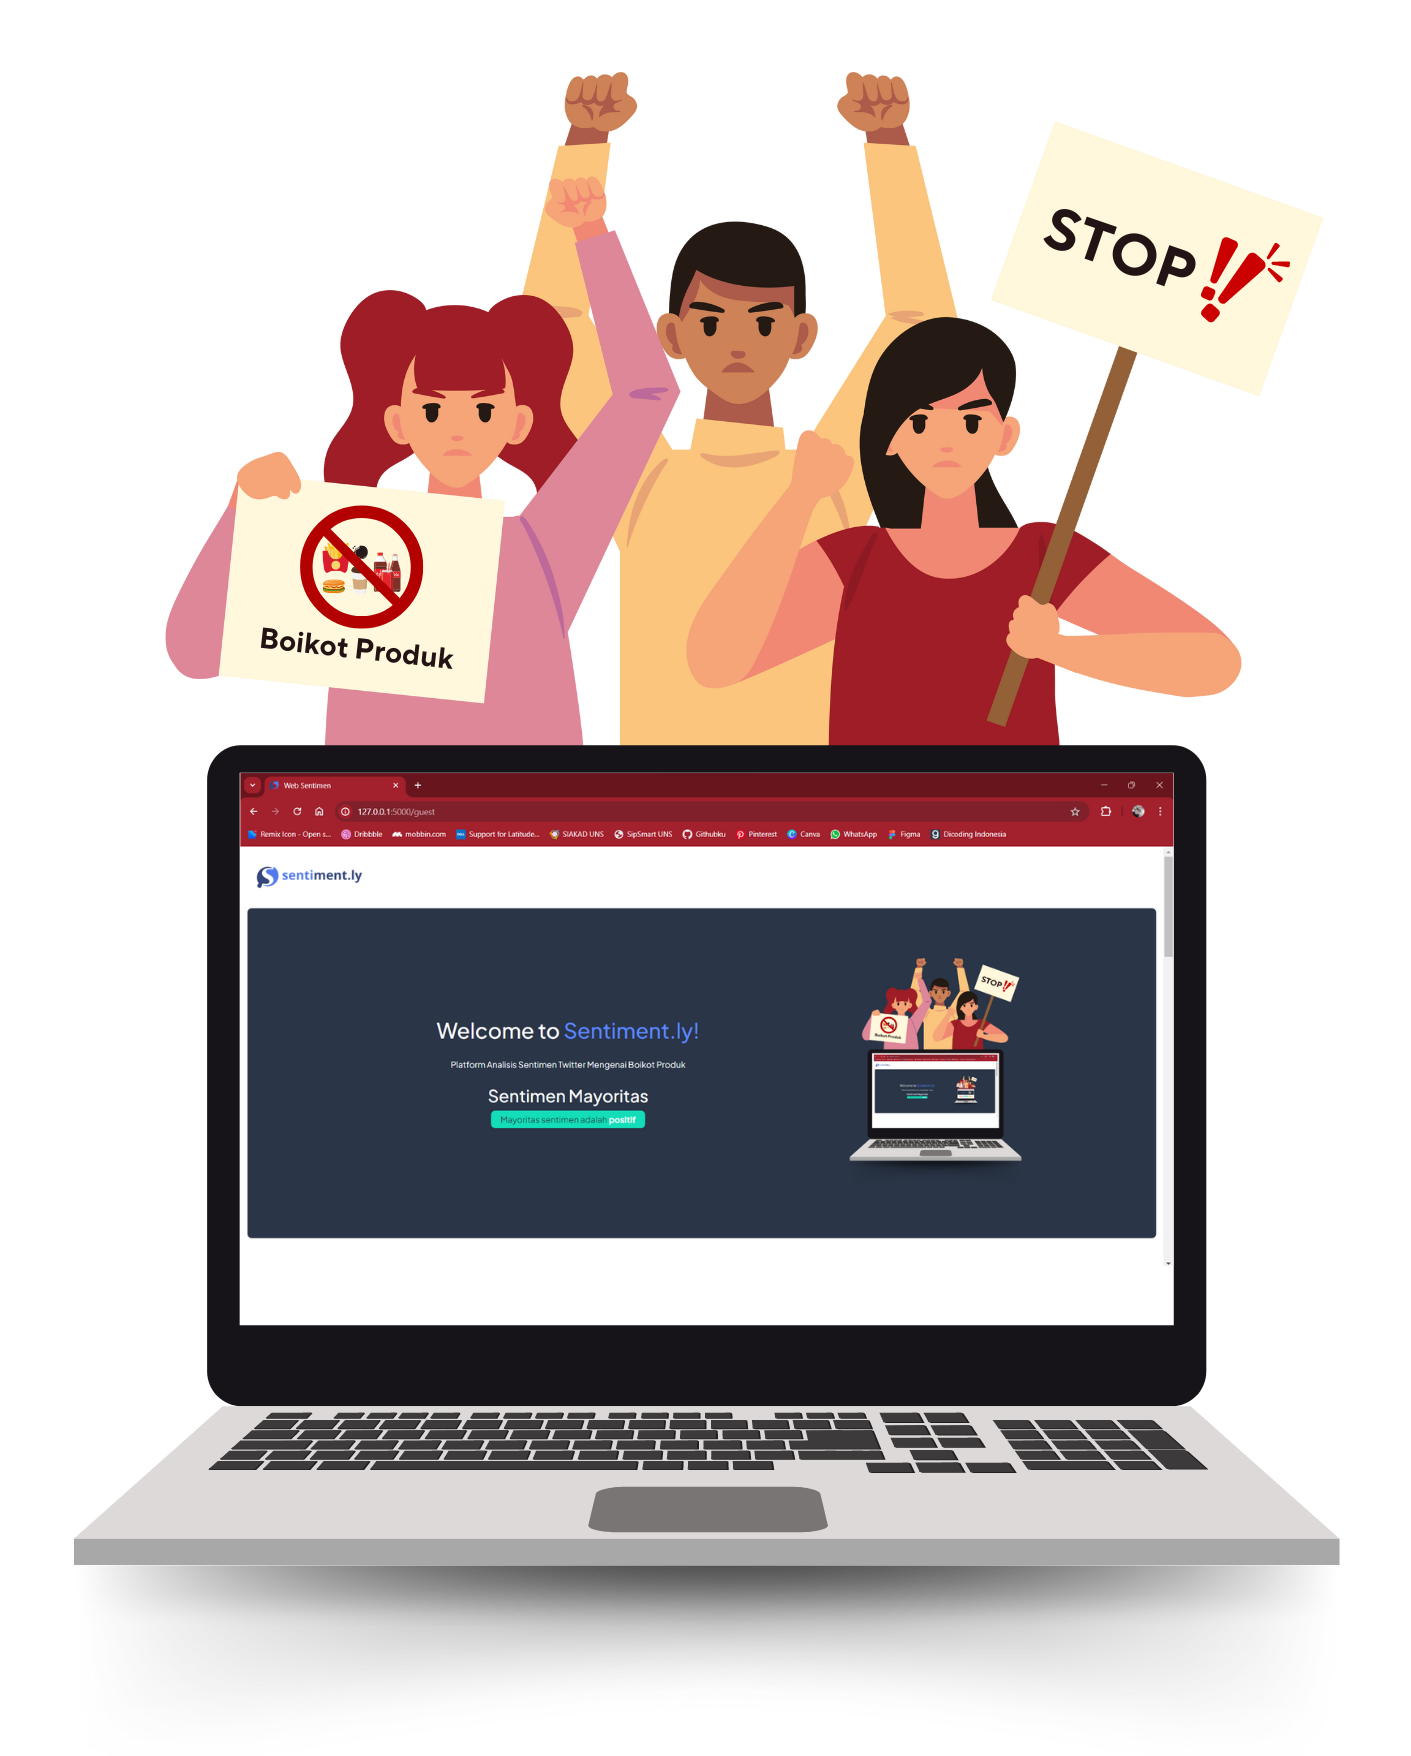 STOP!!
Boikot Produk
Web Sentimen
127.0.0.1:5000/guest
Remix Icon - Open s...
Dribbble
mobbin.com
Support for Latitude...
SIAKAD UNS
SipSmart UNS
Githubku
Pinterest
Canva
WhatsApp
Figma
Dicoding Indonesia
sentiment.ly
Welcome to Sentiment.ly!
Platform Analisis Sentimen Twitter Mengenai Boikot Produk
Sentimen Mayoritas
Mayoritas sentimen adalah positif
STOP!!
Boikot Produk